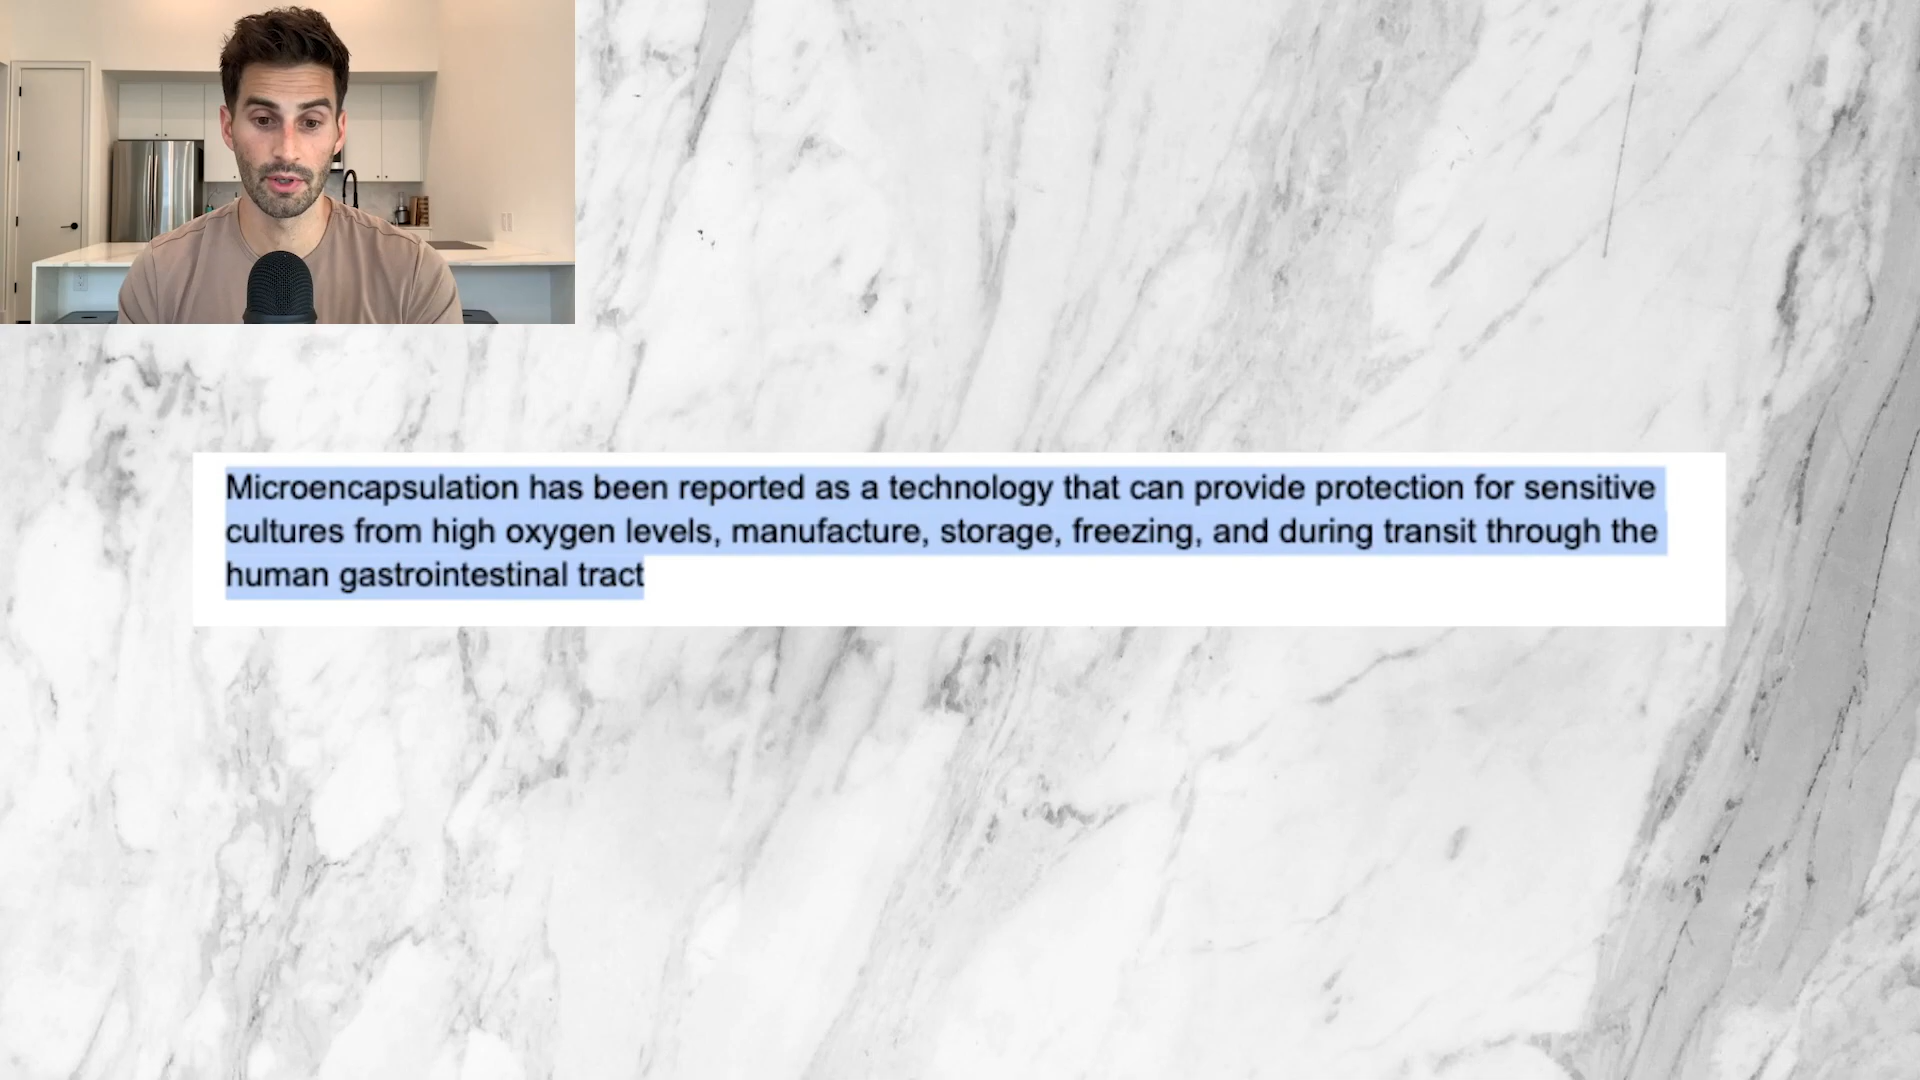 Microencapsulation has been reported as a technology that can provide protection for sensitive
cultures from high oxygen levels, manufacture, storage, freezing, and during transit through the
human gastrointestinal tract